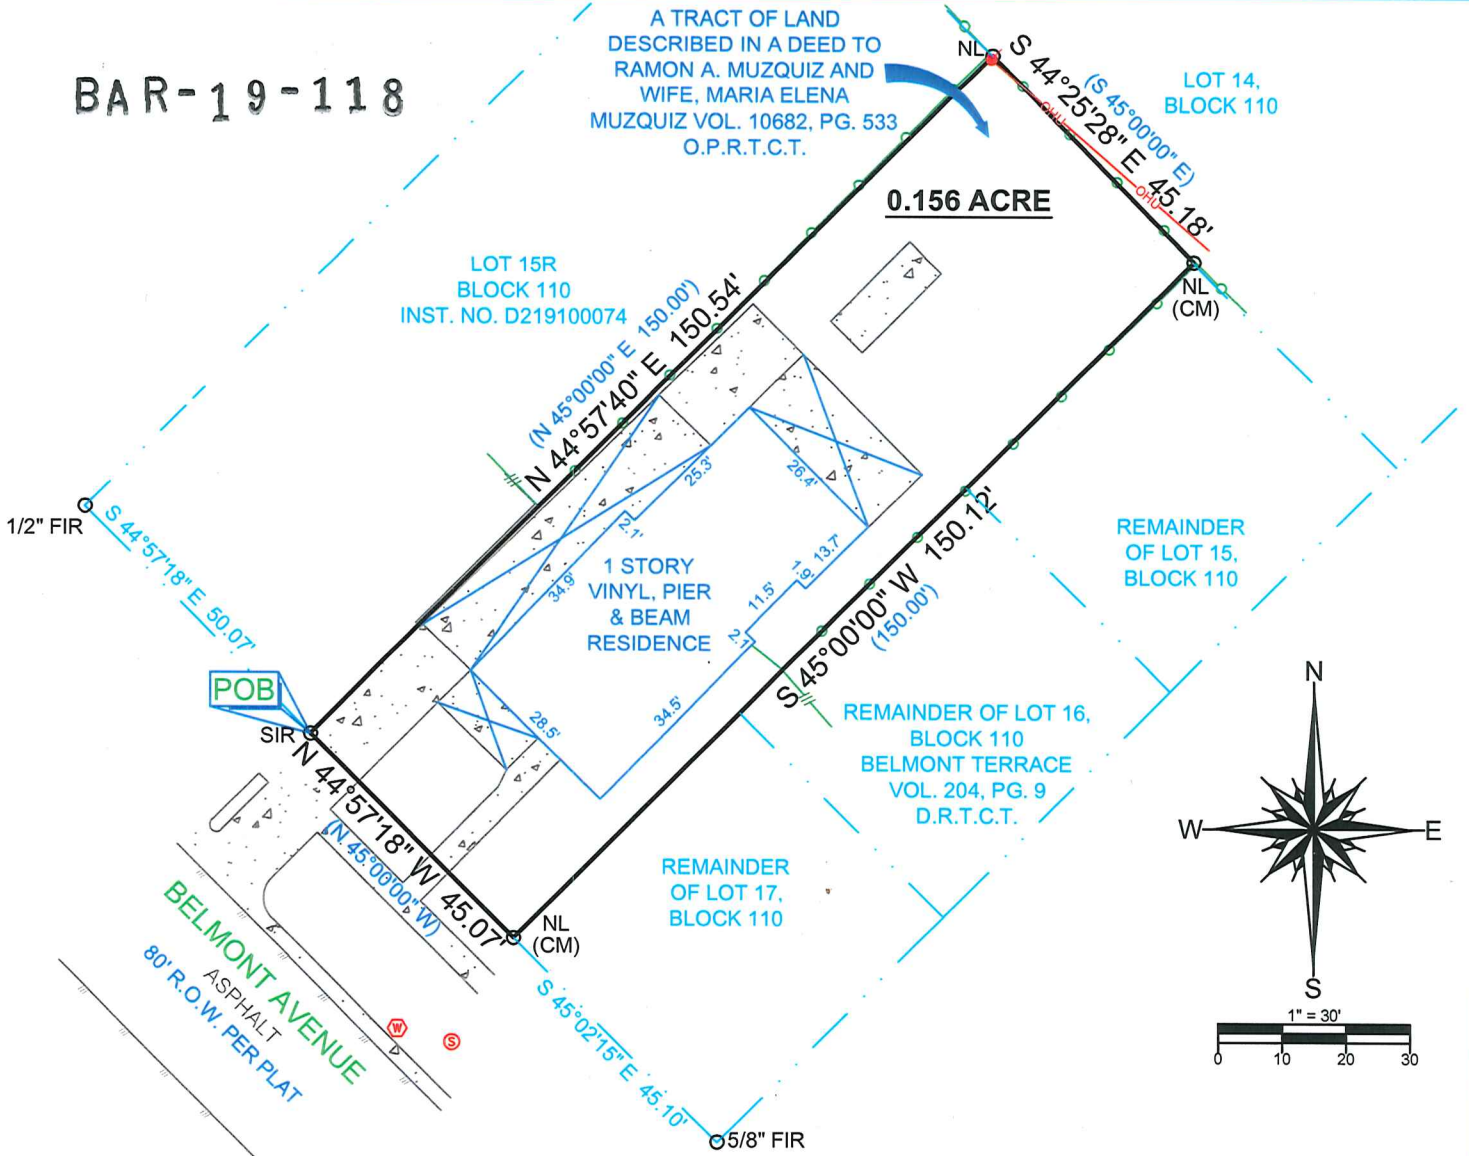 BAR-19-118
A TRACT OF LAND
DESCRIBED IN A DEED TO
RAMON A. MUZQUIZ AND
WIFE, MARIA ELENA
MUZQUIZ VOL. 10682, PG. 533
O.P.R.T.C.T.
NL
S 44°25'28" E 45.18'
(S 45°00'00" E)
OHU
OHU
LOT 14,
BLOCK 110
0.156 ACRE
NL
(CM)
LOT 15R
BLOCK 110
INST. NO. D219100074
(N 45°00'00" E 150.00')
N 44°57'40" E 150.54'
1/2" FIR
S 44°57'18" E 50.07'
25.3'
26.4'
2.1'
34.9'
1 STORY
VINYL, PIER
& BEAM
RESIDENCE
13.7'
1.9'
11.5'
2.1'
34.5'
28.5'
S 45°00'00" W 150.12'
(150.00')
REMAINDER
OF LOT 15,
BLOCK 110
POB
SIR
N 44°57'18" W 45.07'
(N 45°00'00" W)
REMAINDER OF LOT 16,
BLOCK 110
BELMONT TERRACE
VOL. 204, PG. 9
D.R.T.C.T.
REMAINDER
OF LOT 17,
BLOCK 110
NL
(CM)
BELMONT AVENUE
ASPHALT
80' R.O.W. PER PLAT
W
S
S 45°02'15" E 45.10'
5/8" FIR
N
W
E
S
1" = 30'
0 10 20 30